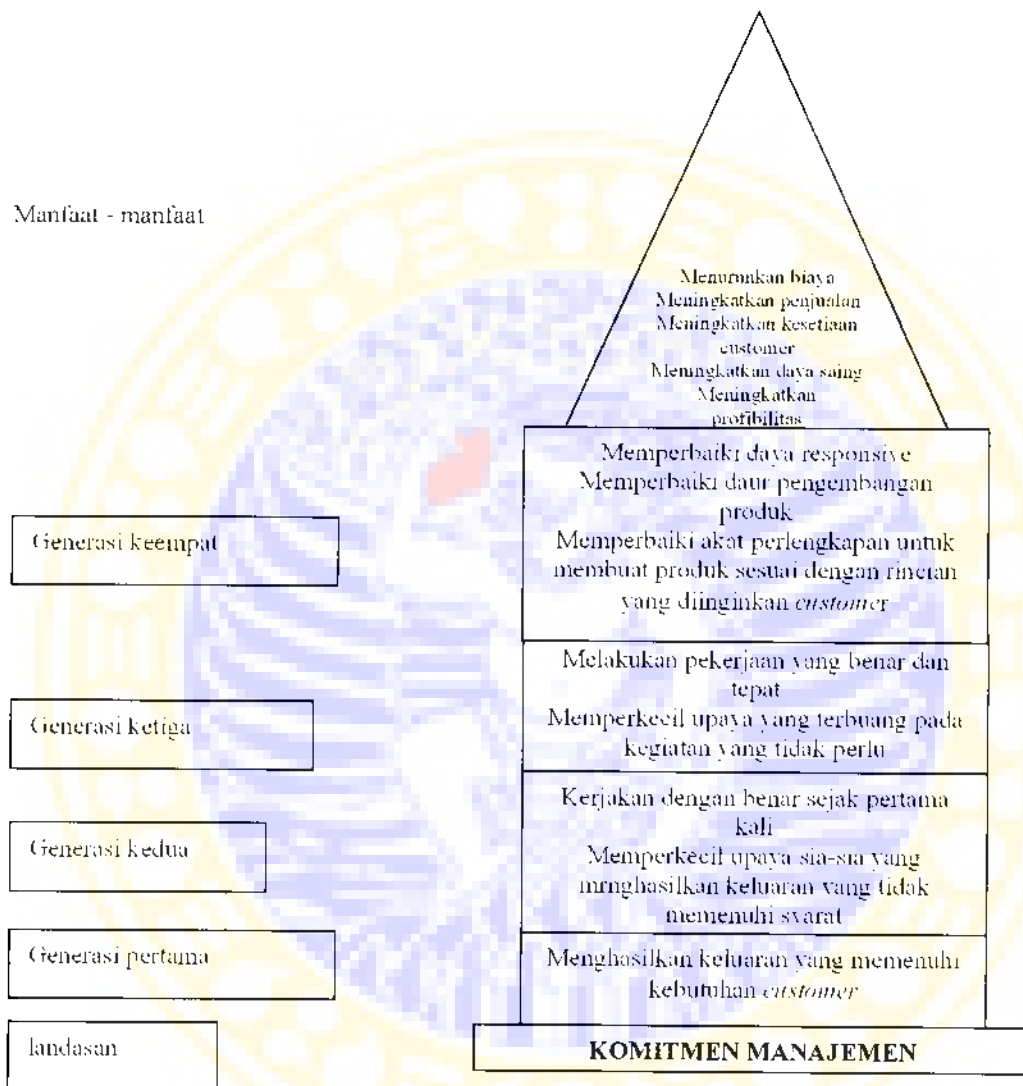 Manfaat - manfaat
Menurunkan biaya
Meningkatkan penjualan
Meningkatkan kesetiaan
customer
Meningkatkan daya saing
Meningkatkan
profibilitas
Generasi keempat
Memperbaiki daya responsive
Memperbaiki daur pengembangan
produk
Memperbaiki akat perlengkapan untuk
membuat produk sesuai dengan rincian
yang diinginkan customer
Generasi ketiga
Melakukan pekerjaan yang benar dan
tepat
Memperkecil upaya yang terbuang pada
kegiatan yang tidak perlu
Generasi kedua
Kerjakan dengan benar sejak pertama
kali
Memperkecil upaya sia-sia yang
mrnghasilkan keluaran yang tidak
memenuhi syarat
Generasi pertama
Menghasilkan keluaran yang memenuhi
kebutuhan customer
landasan
KOMITMEN MANAJEMEN